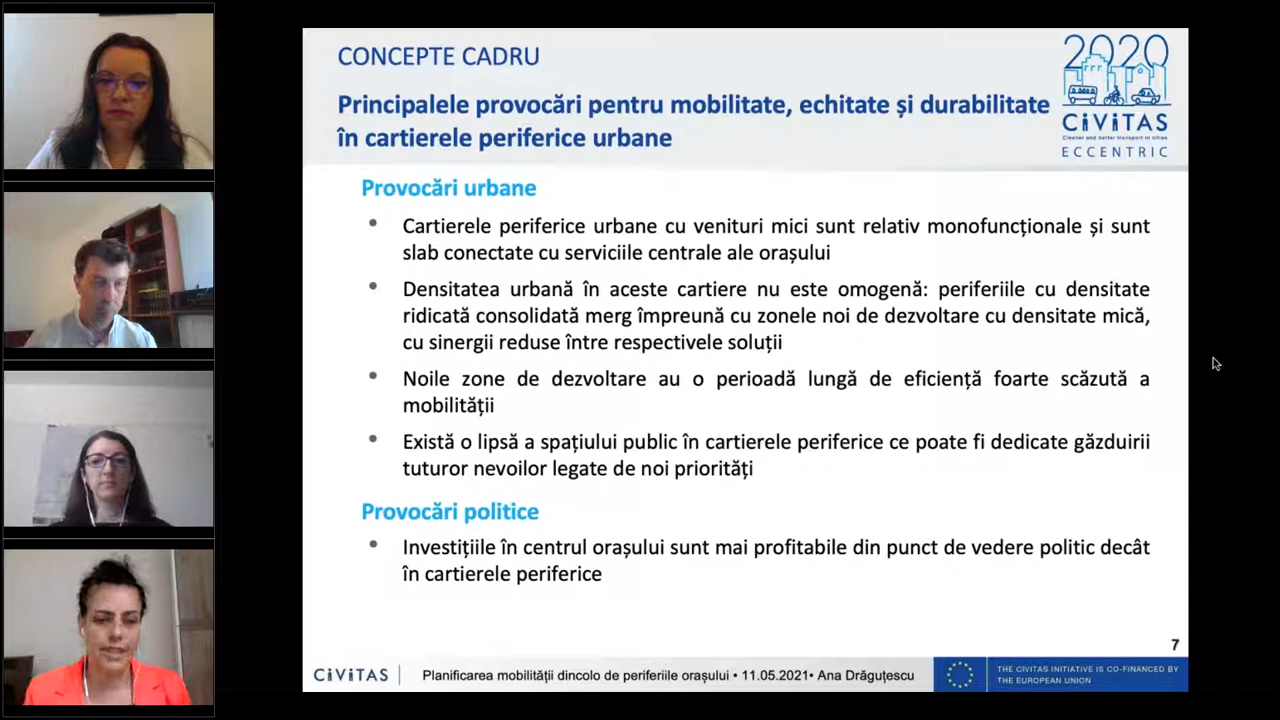 CONCEPTE CADRU
Principalele provocări pentru mobilitate, echitate și durabilitate
în cartierele periferice urbane
2020
CiViTAS
Cleaner and better transport in cities
ECCENTRIC
Provocări urbane
• Cartierele periferice urbane cu venituri mici sunt relativ monofuncționale și sunt
slab conectate cu serviciile centrale ale orașului
• Densitatea urbană în aceste cartiere nu este omogenă: periferiile cu densitate
ridicată consolidată merg împreună cu zonele noi de dezvoltare cu densitate mică,
cu sinergii reduse între respectivele soluții
• Noile zone de dezvoltare au o perioadă lungă de eficiență foarte scăzută a
mobilității
• Există o lipsă a spațiului public în cartierele periferice ce poate fi dedicate găzduirii
tuturor nevoilor legate de noi priorități
Provocări politice
• Investițiile în centrul orașului sunt mai profitabile din punct de vedere politic decât
în cartierele periferice
7
CiViTAS
Planificarea mobilității dincolo de periferiile orașului • 11.05.2021• Ana Drăguțescu
THE CIVITAS INITIATIVE IS CO-FINANCED BY
THE EUROPEAN UNION